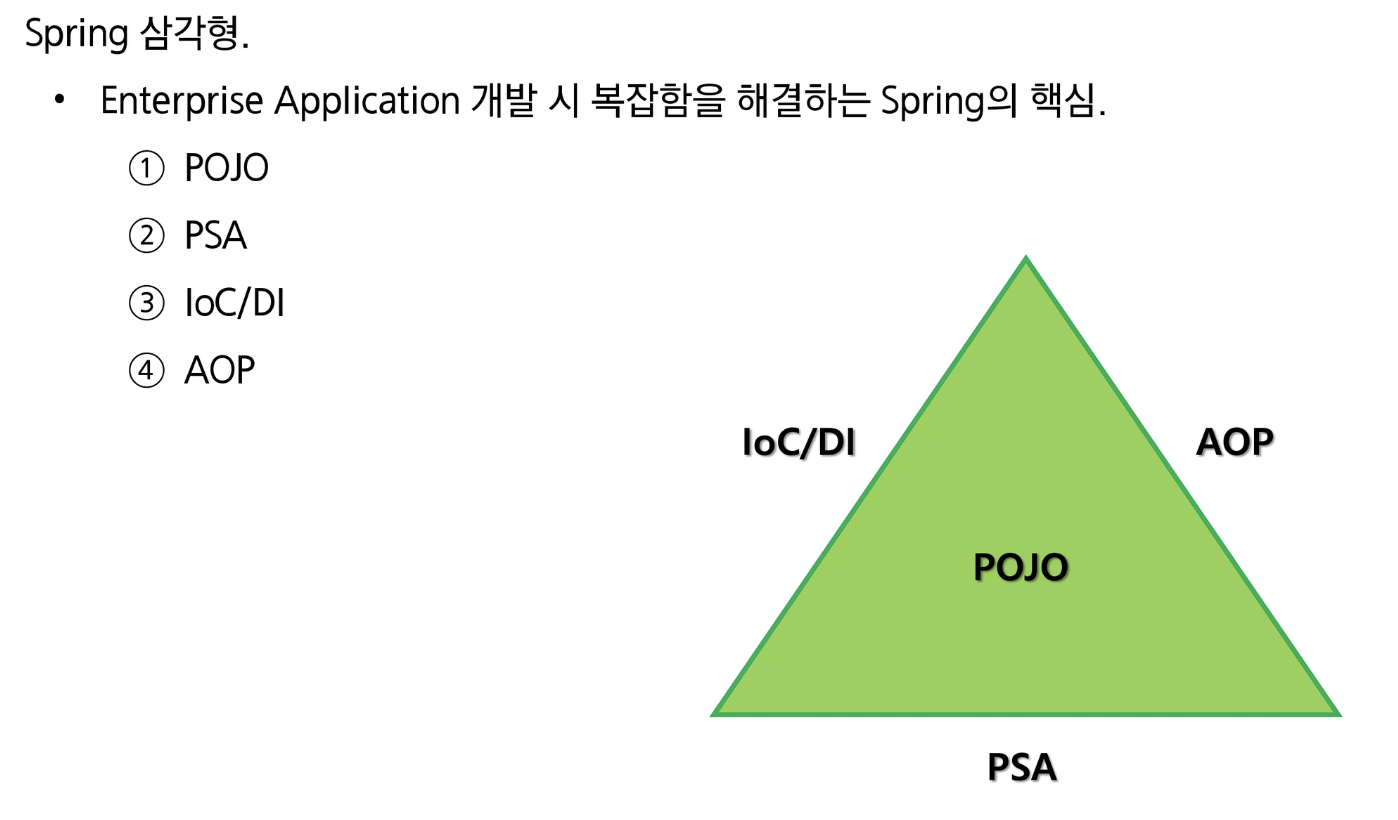 Spring 삼각형.
• Enterprise Application 개발 시 복잡함을 해결하는 Spring의 핵심.
① POJO
② PSA
③ IoC/DI
④ AOP
IoC/DI
AOP
POJO
PSA